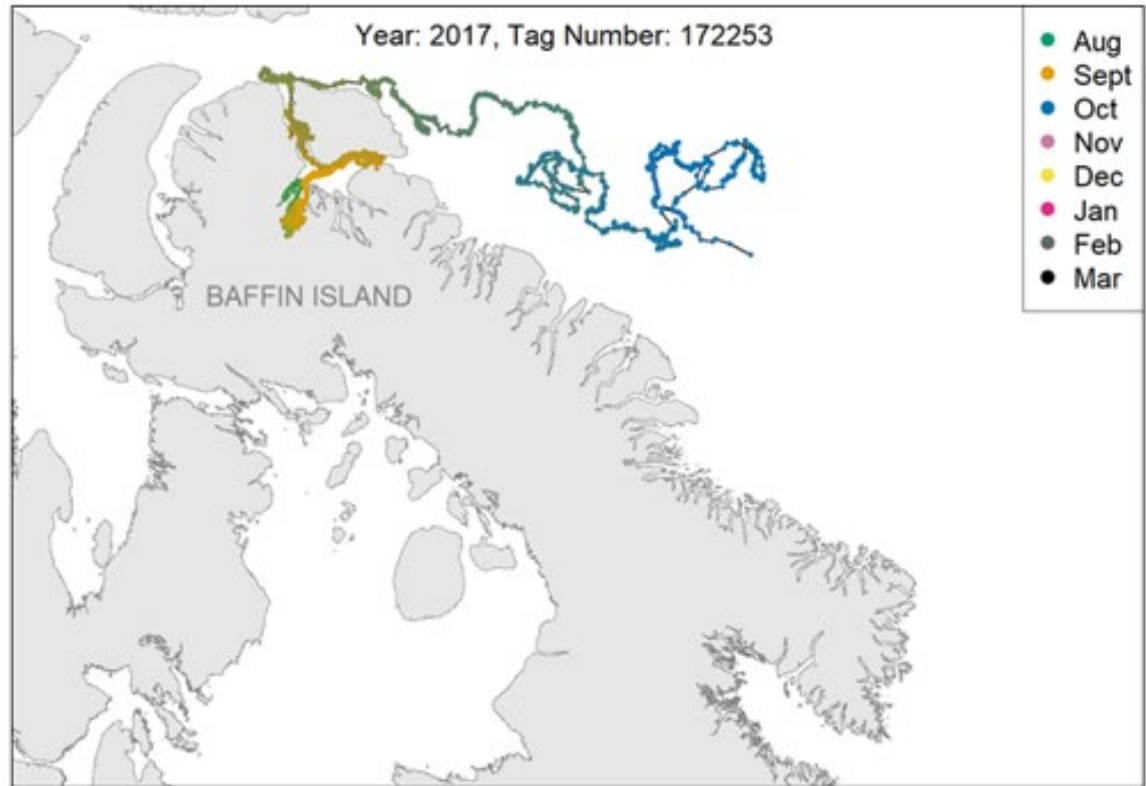 Year: 2017, Tag Number: 172253
Aug
Sept
Oct
Nov
Dec
Jan
Feb
Mar
BAFFIN ISLAND